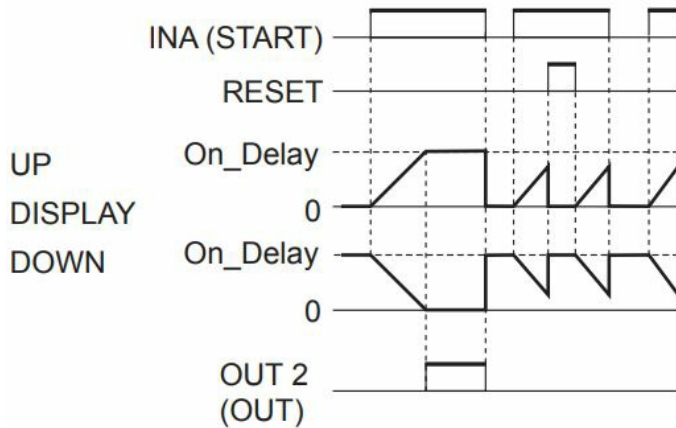 INA (START)
RESET
UP
On_Delay
DISPLAY
0
DOWN
On_Delay
0
OUT 2
(OUT)